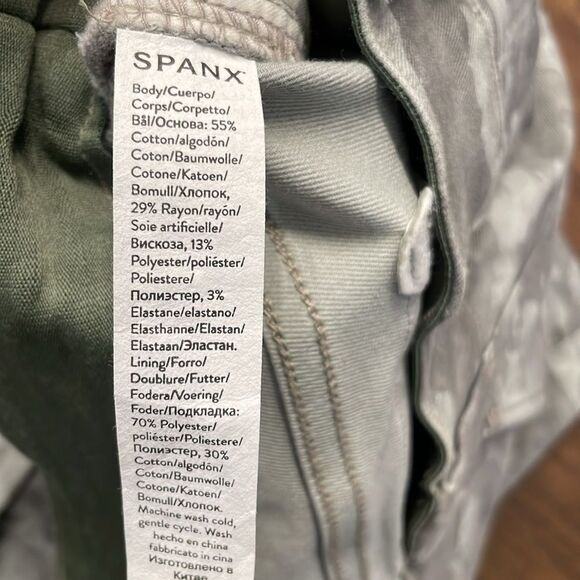 SPANX
Body/Cuerpo/
Corps/Corpetto/
Bål/Основа: 55%
Cotton/algodón/
Coton/Baumwolle/
Cotone/Katoen/
Bomull/Хлопок,
29% Rayon/rayón/
Soie artificielle/
Вискоза, 13%
Polyester/poliéster/
Poliestere/
Полиэстер, 3%
Elastane/elastano/
Elasthanne/Elastan/
Elastaan/Эластан.
Lining/Forro/
Doublure/Futter/
Fodera/Voering/
Foder/Подкладка:
70% Polyester/
poliéster/Poliestere/
Полиэстер, 30%
Cotton/algodón/
Coton/Baumwolle/
Cotone/Katoen/
Bomull/Хлопок.
Machine wash cold,
gentle cycle. Wash
hecho en china
fabbricato in cina
Изготовлено в
Китае